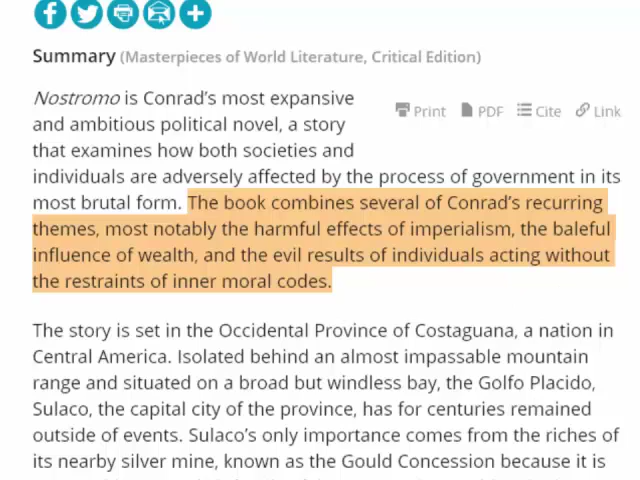 Summary (Masterpieces of World Literature, Critical Edition)
Nostromo is Conrad's most expansive
and ambitious political novel, a story
that examines how both societies and
Print PDF Cite Link
individuals are adversely affected by the process of government in its
most brutal form. The book combines several of Conrad's recurring
themes, most notably the harmful effects of imperialism, the baleful
influence of wealth, and the evil results of individuals acting without
the restraints of inner moral codes.
The story is set in the Occidental Province of Costaguana, a nation in
Central America. Isolated behind an almost impassable mountain
range and situated on a broad but windless bay, the Golfo Placido,
Sulaco, the capital city of the province, has for centuries remained
outside of events. Sulaco's only importance comes from the riches of
its nearby silver mine, known as the Gould Concession because it is